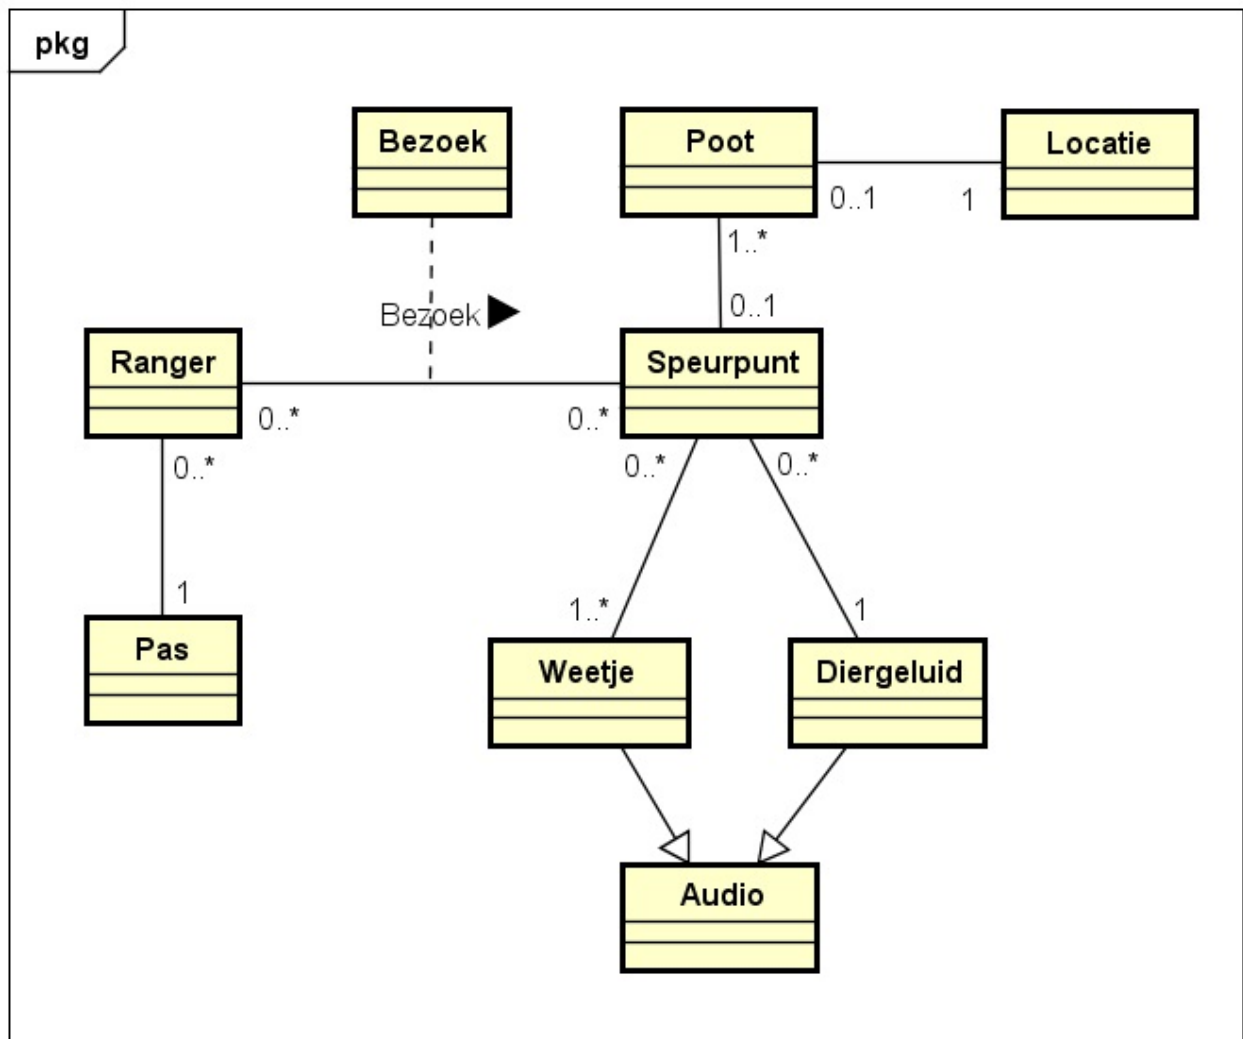 pkg
Bezoek
Poot
Locatie
0..1
1
1..*
0..1
Bezoek
Ranger
Speurpunt
0..*
0..*
0..*
0..*
0..*
1
1..*
1
Pas
Weetje
Diergeluid
Audio